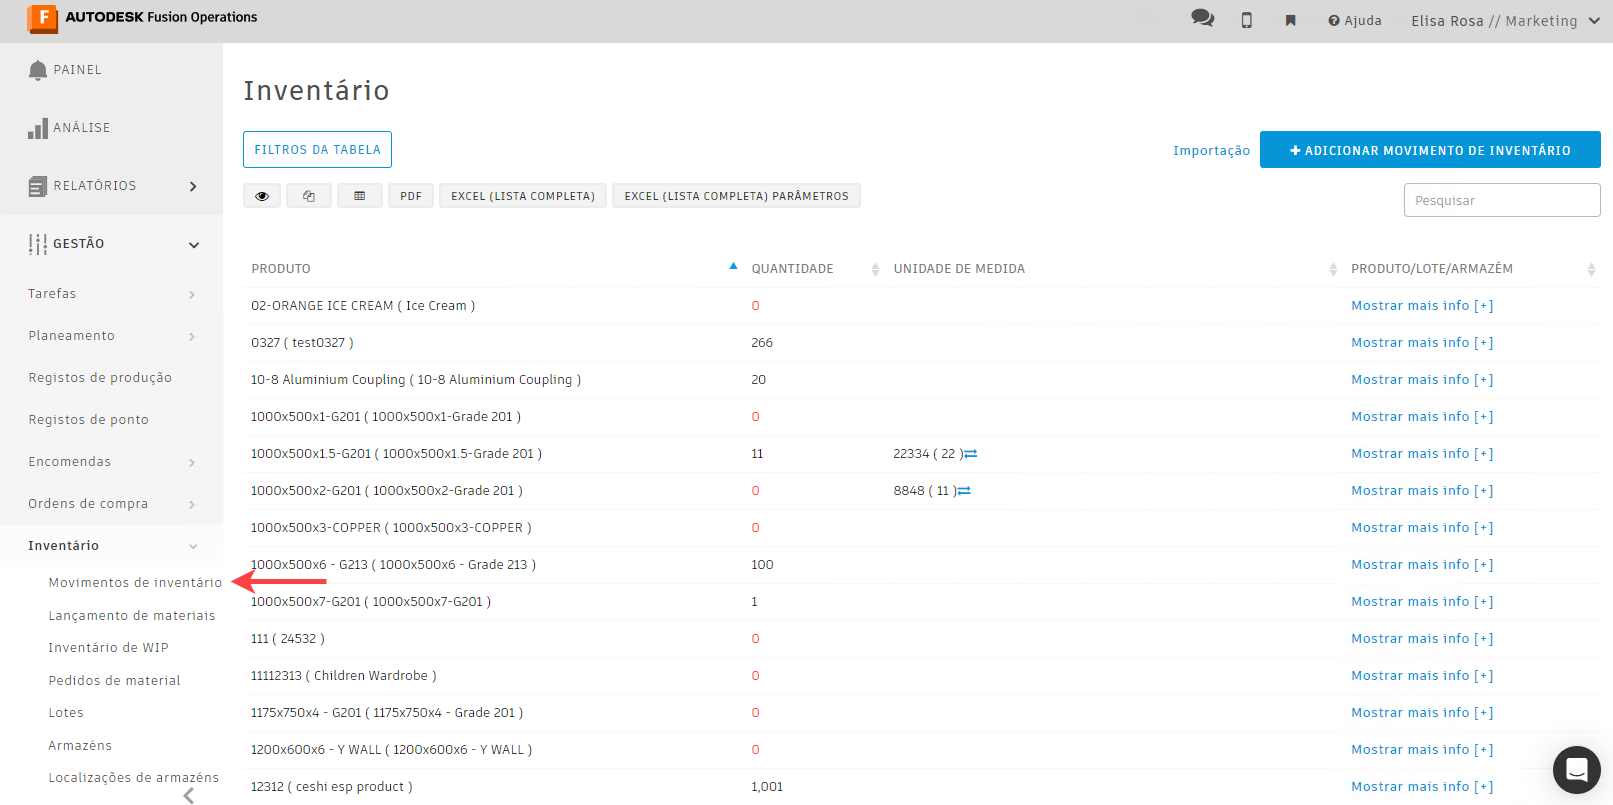 F AUTODESK Fusion Operations
Ajuda
Elisa Rosa // Marketing
PAINEL
ANÁLISE
RELATÓRIOS
GESTÃO
Tarefas
Planeamento
Registos de produção
Registos de ponto
Encomendas
Ordens de compra
Inventário
Movimentos de inventário
Lançamento de materiais
Inventário de WIP
Pedidos de material
Lotes
Armazéns
Localizações de armazéns
Inventário
FILTROS DA TABELA
Importação
+ ADICIONAR MOVIMENTO DE INVENTÁRIO
PDF
EXCEL (LISTA COMPLETA)
EXCEL (LISTA COMPLETA) PARÂMETROS
Pesquisar
PRODUTO QUANTIDADE UNIDADE DE MEDIDA PRODUTO/LOTE/ARMAZÉM
02-ORANGE ICE CREAM ( Ice Cream ) 0 Mostrar mais info [+]
0327 ( test0327 ) 266 Mostrar mais info [+]
10-8 Aluminium Coupling ( 10-8 Aluminium Coupling ) 20 Mostrar mais info [+]
1000x500x1-G201 ( 1000x500x1-Grade 201 ) 0 Mostrar mais info [+]
1000x500x1.5-G201 ( 1000x500x1.5-Grade 201 ) 11 22334 ( 22 ) Mostrar mais info [+]
1000x500x2-G201 ( 1000x500x2-Grade 201 ) 0 8848 ( 11 ) Mostrar mais info [+]
1000x500x3-COPPER ( 1000x500x3-COPPER ) 0 Mostrar mais info [+]
1000x500x6 - G213 ( 1000x500x6 - Grade 213 ) 100 Mostrar mais info [+]
1000x500x7-G201 ( 1000x500x7-G201 ) 1 Mostrar mais info [+]
111 ( 24532 ) 0 Mostrar mais info [+]
11112313 ( Children Wardrobe ) 0 Mostrar mais info [+]
1175x750x4 - G201 ( 1175x750x4 - Grade 201 ) 0 Mostrar mais info [+]
1200x600x6 - Y WALL ( 1200x600x6 - Y WALL ) 0 Mostrar mais info [+]
12312 ( ceshi esp product ) 1,001 Mostrar mais info [+]